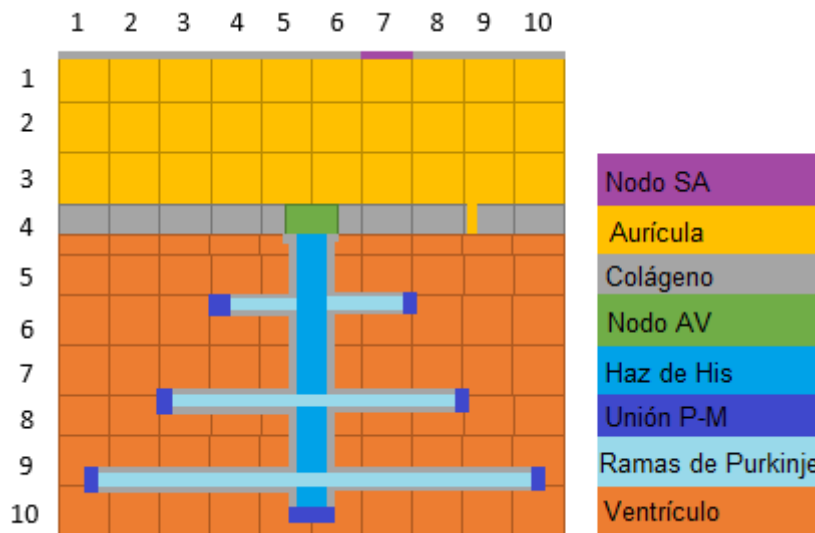 1 2 3 4 5 6 7 8 9 10
1
2
3
4
5
6
7
8
9
10
Nodo SA
Aurícula
Colágeno
Nodo AV
Haz de His
Unión P-M
Ramas de Purkinje
Ventrículo